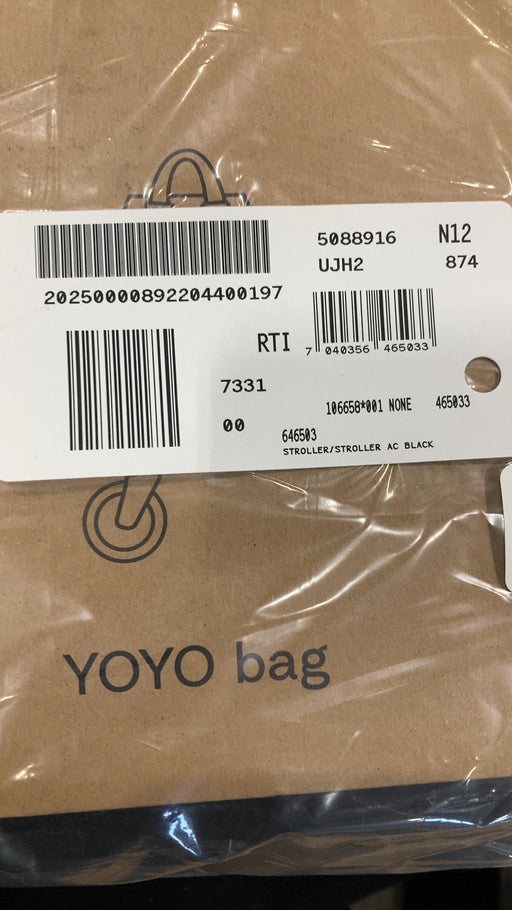 5088916 N12
UJH2 874
20250000892204400197
RTI
7 040356 465033
7331
106658*001 NONE 465033
00
646503
STROLLER/STROLLER AC BLACK
YOYO bag